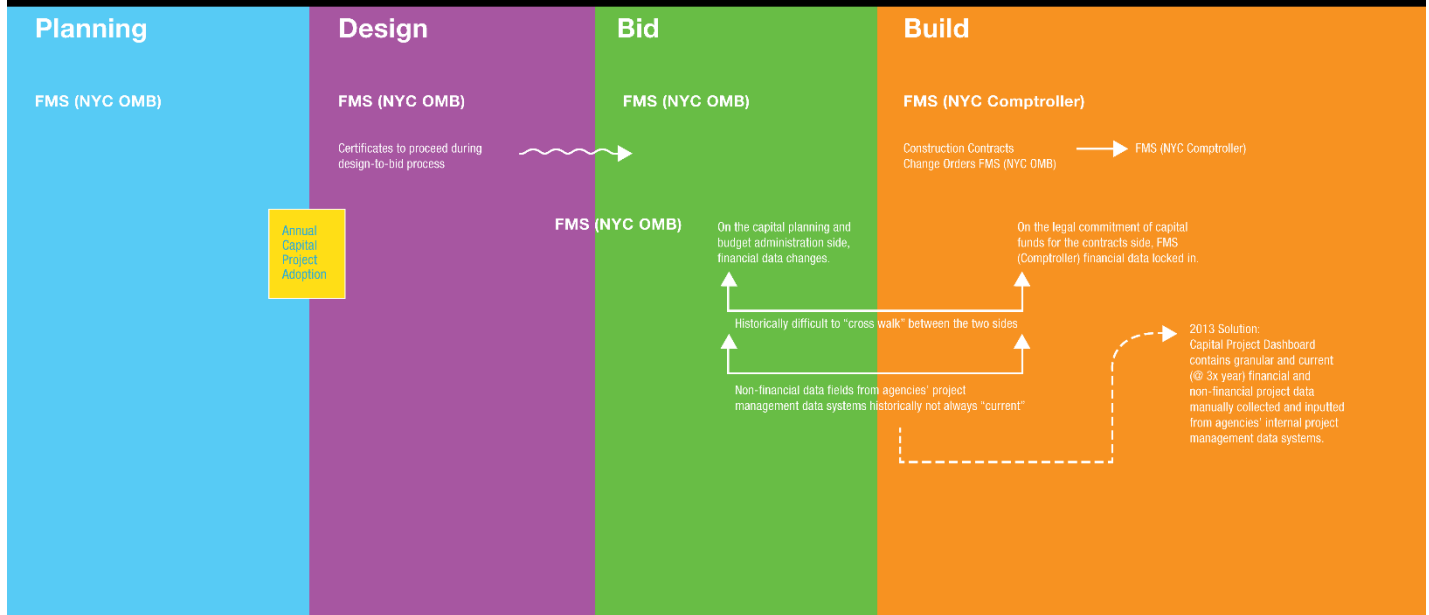 Planning
Design
Bid
Build
FMS (NYC OMB)
FMS (NYC OMB)
FMS (NYC OMB)
FMS (NYC Comptroller)
Certificates to proceed during
design-to-bid process
Construction Contracts
Change Orders FMS (NYC OMB)
FMS (NYC Comptroller)
Annual
Capital
Project
Adoption
FMS (NYC OMB)
On the capital planning and
budget administration side,
financial data changes.
On the legal commitment of capital
funds for the contracts side, FMS
(Comptroller) financial data locked in.
Historically difficult to “cross walk” between the two sides
Non-financial data fields from agencies’ project
management data systems historically not always “current”
2013 Solution:
Capital Project Dashboard
contains granular and current
(@ 3x year) financial and
non-financial project data
manually collected and inputted
from agencies’ internal project
management data systems.